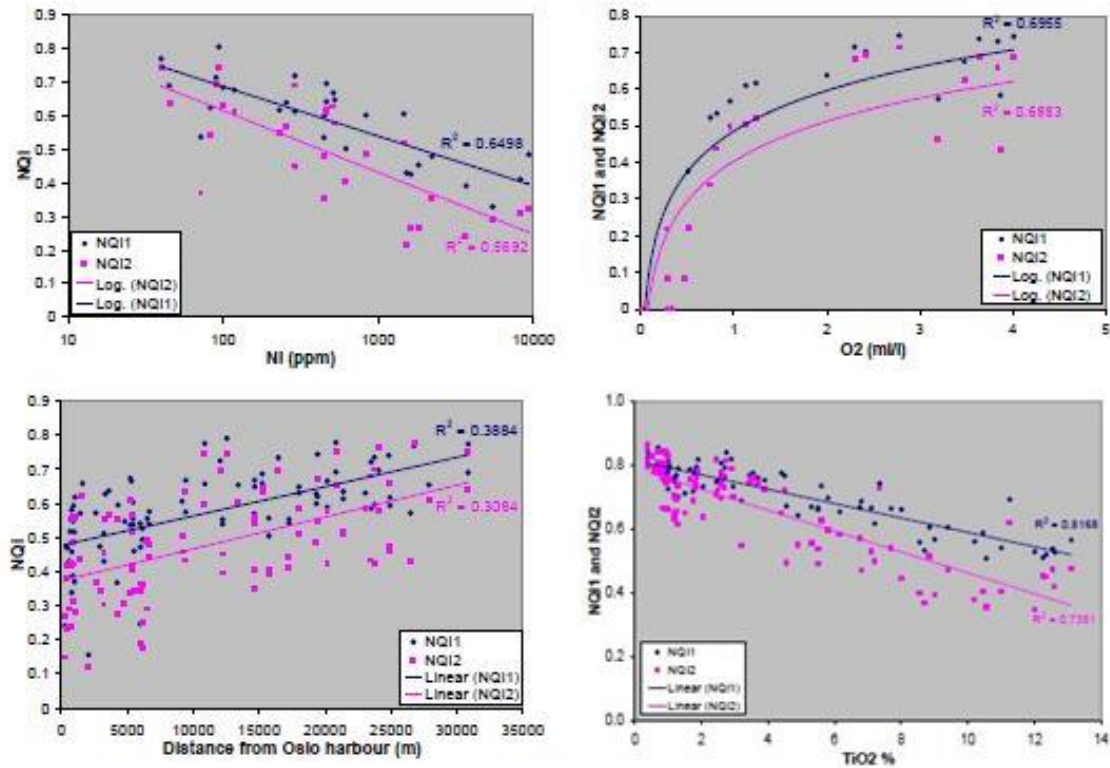 0.9
0.8
0.7
0.6
0.5
0.4
0.3
0.2
0.1
0
NQI
R² = 0.6498
R² = 0.5692
NQI1
NQI2
Log. (NQI2)
Log. (NQI1)
10
100
1000
10000
NI (ppm)
0.8
0.7
0.6
0.5
0.4
0.3
0.2
0.1
0
NQI1 and NQI2
R² = 0.6955
R² = 0.6883
NQI1
NQI2
Log. (NQI1)
Log. (NQI2)
0
1
2
3
4
5
O2 (ml/l)
0.9
0.8
0.7
0.6
0.5
0.4
0.3
0.2
0.1
0
NQI
R² = 0.3884
R² = 0.3084
NQI1
NQI2
Linear (NQI1)
Linear (NQI2)
0
5000
10000
15000
20000
25000
30000
35000
Distance from Oslo harbour (m)
1.0
0.8
0.6
0.4
0.2
0.0
NQI1 and NQI2
R² = 0.8168
NQI1
NQI2
Linear (NQI1)
Linear (NQI2)
0
2
4
6
8
10
12
14
TiO2 %